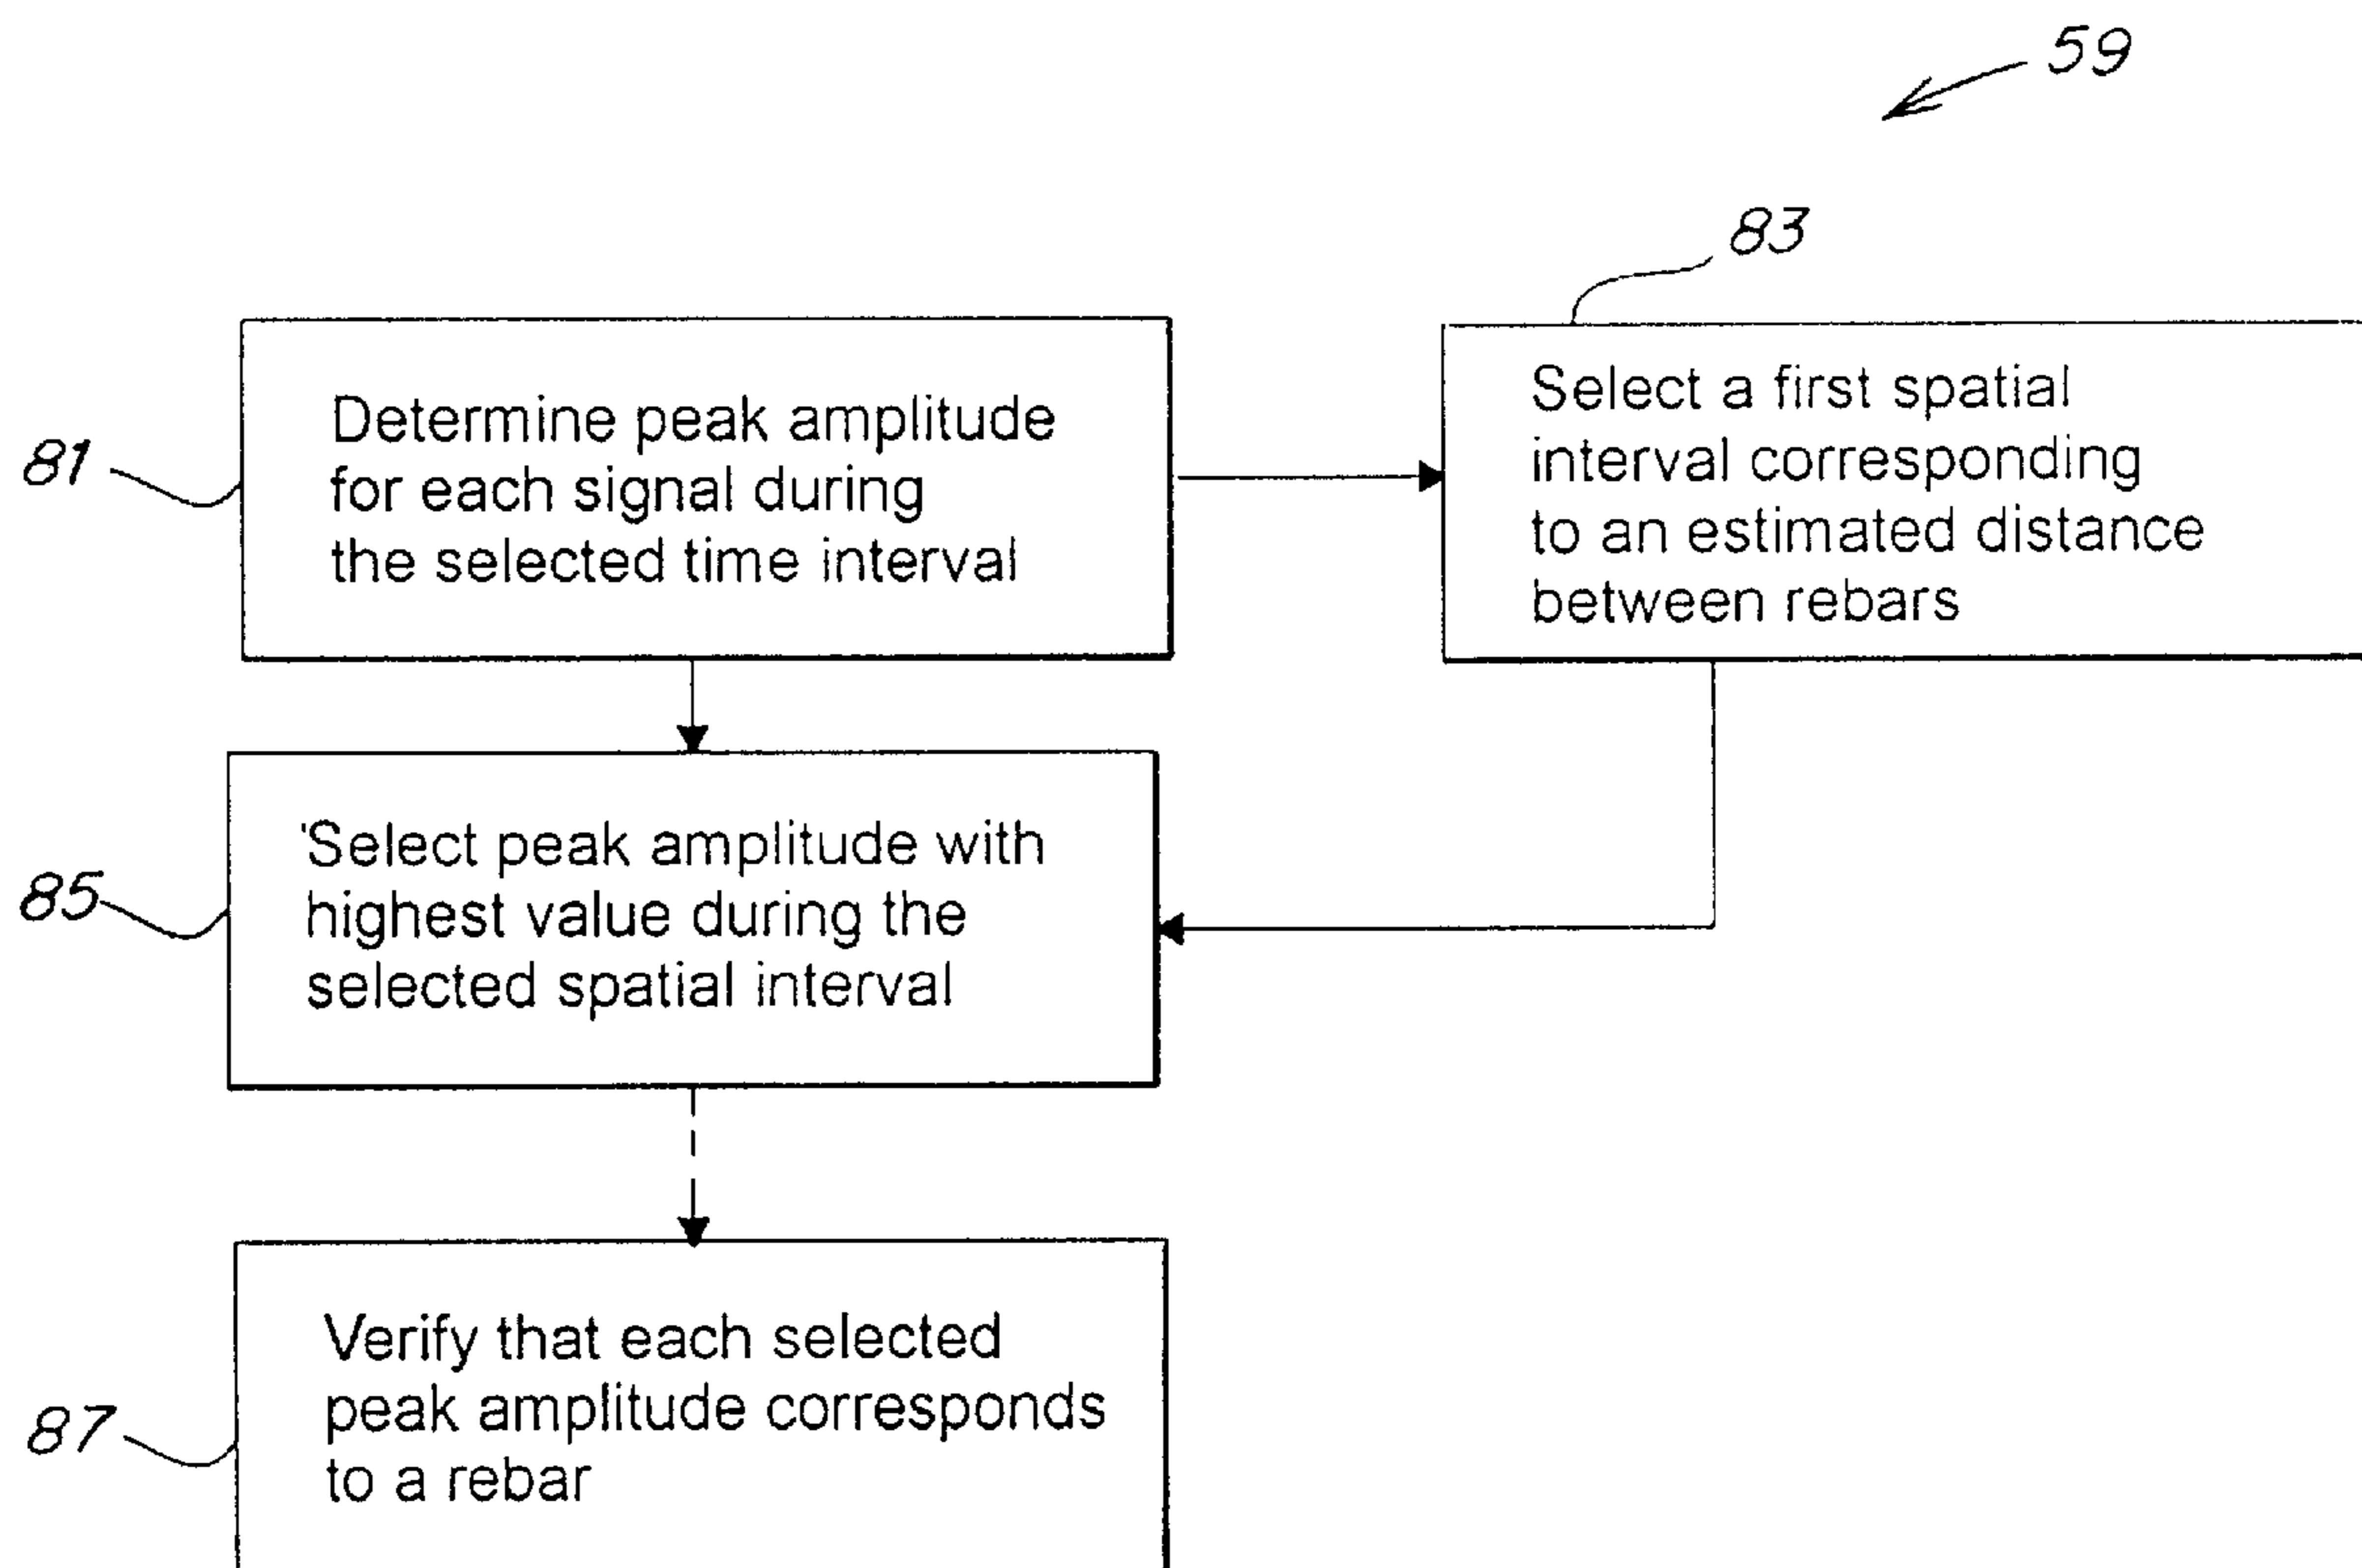 59
83
81
Determine peak amplitude
for each signal during
the selected time interval
Select a first spatial
interval corresponding
to an estimated distance
between rebars
85
Select peak amplitude with
highest value during the
selected spatial interval
87
Verify that each selected
peak amplitude corresponds
to a rebar